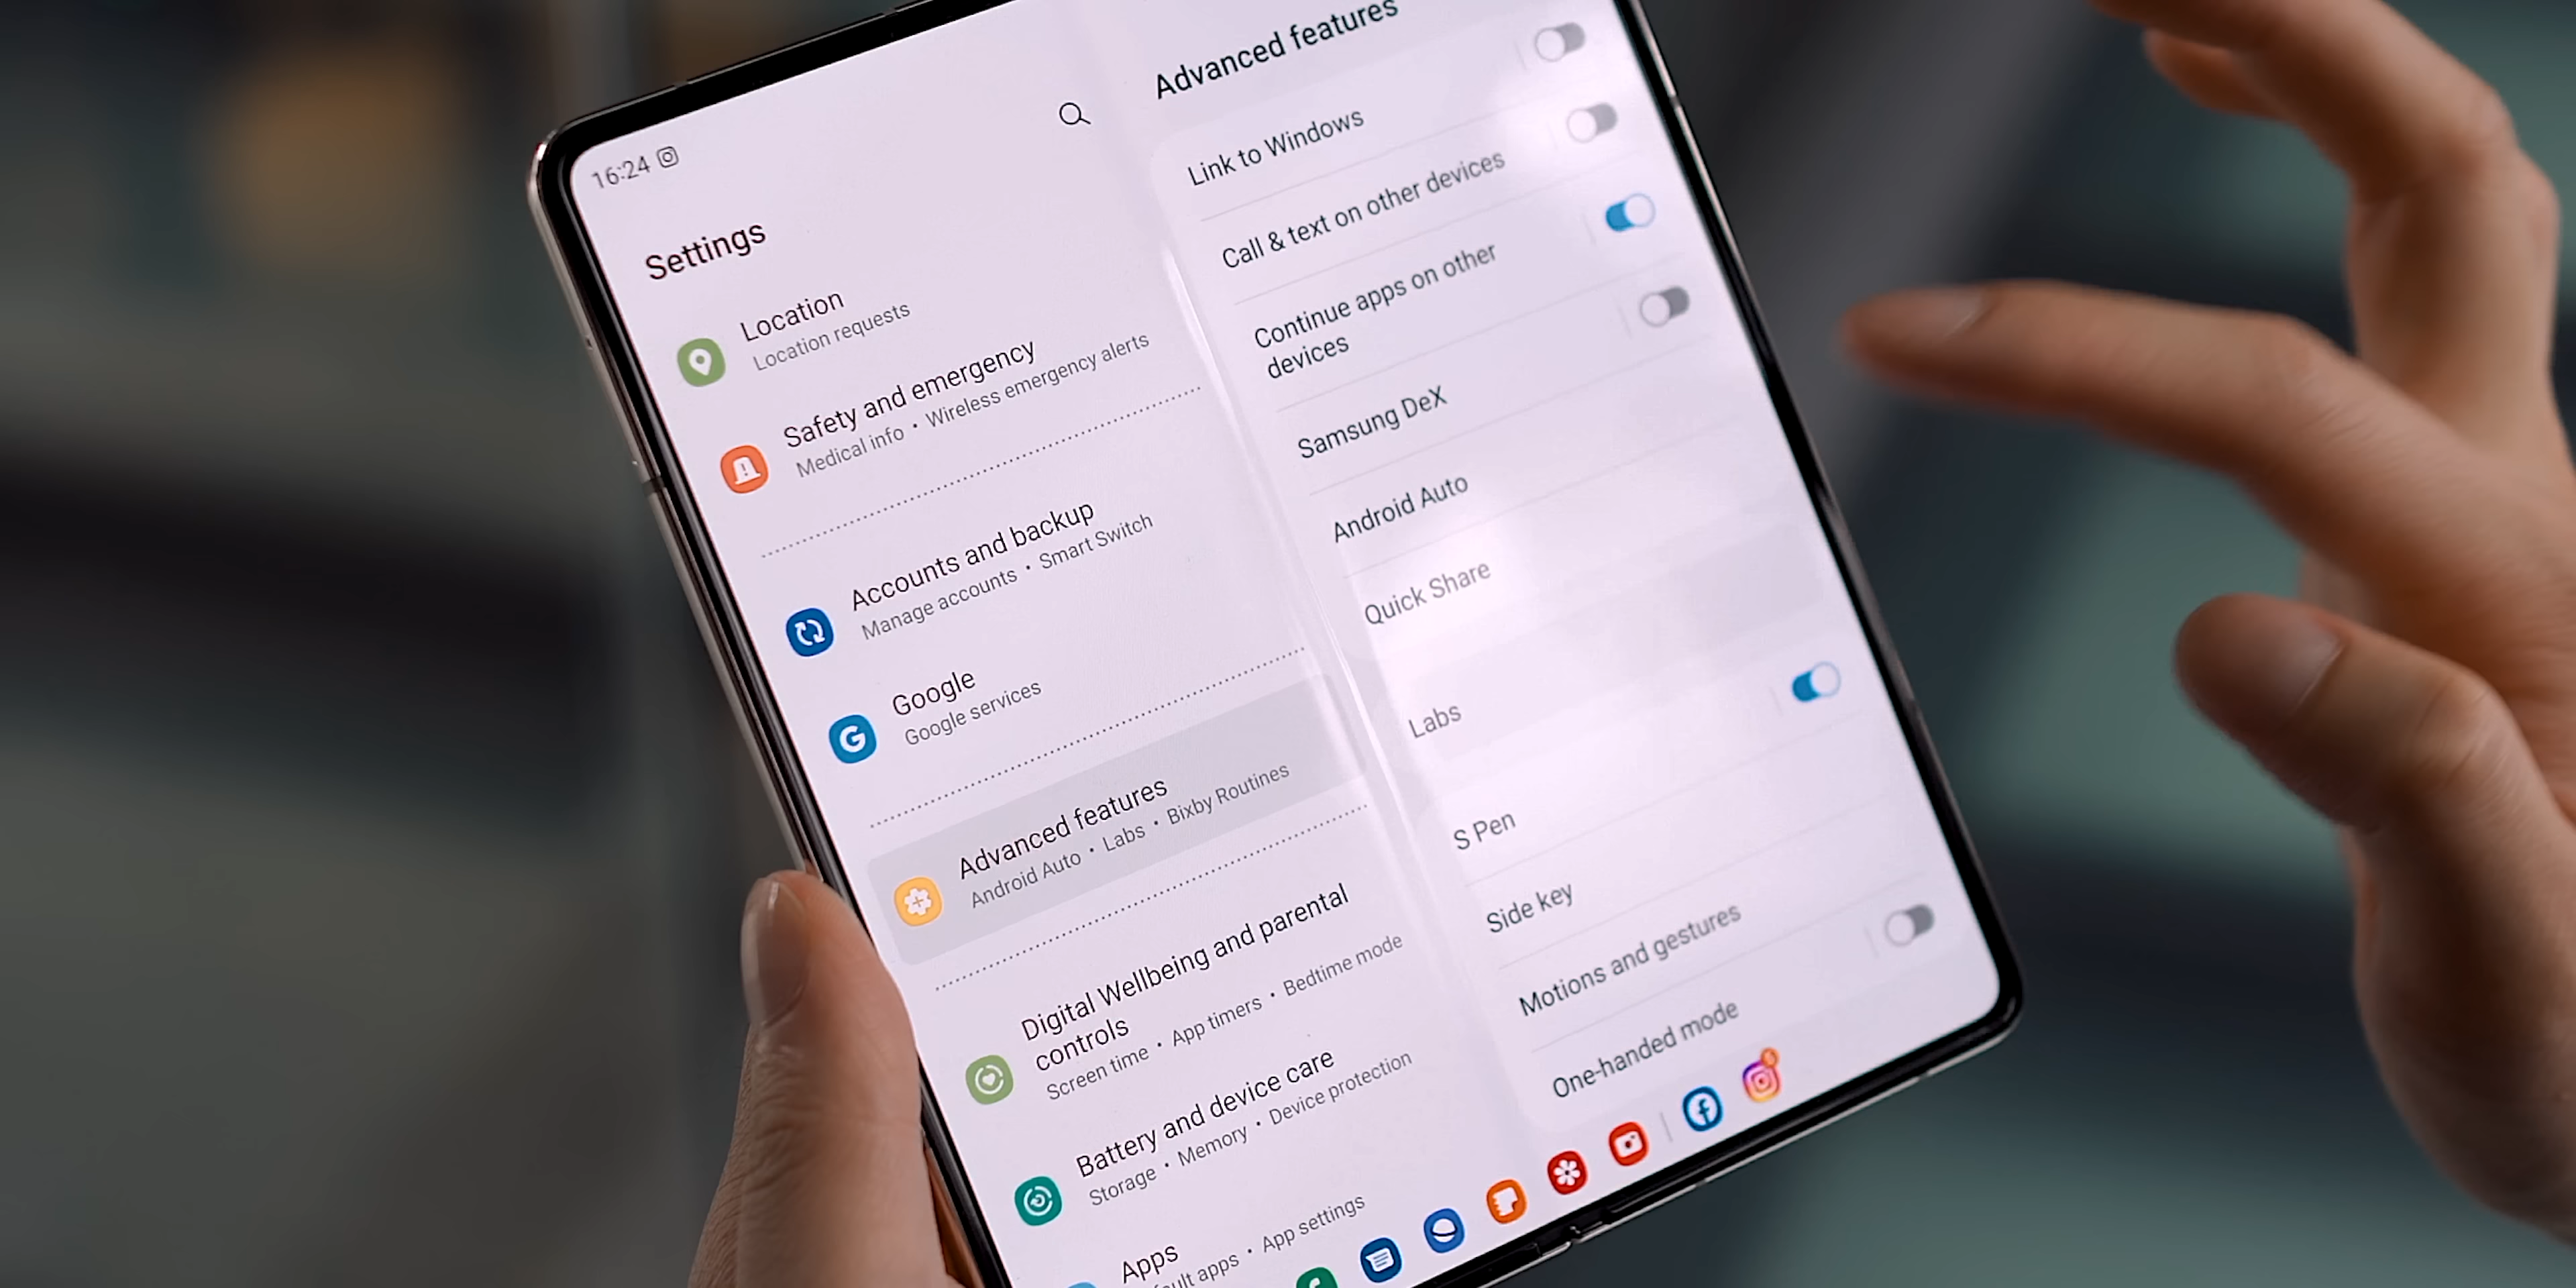 16:24
Settings
Location
Location requests
Safety and emergency
Medical info • Wireless emergency alerts
Accounts and backup
Manage accounts • Smart Switch
Google
Google services
Advanced features
Android Auto • Labs • Bixby Routines
Digital Wellbeing and parental
controls
Screen time • App timers • Bedtime mode
Battery and device care
Storage • Memory • Device protection
Apps
apps • App settings
Advanced features
Link to Windows
Call & text on other devices
Continue apps on other
devices
Samsung DeX
Android Auto
Quick Share
Labs
S Pen
Side key
Motions and gestures
One-handed mode